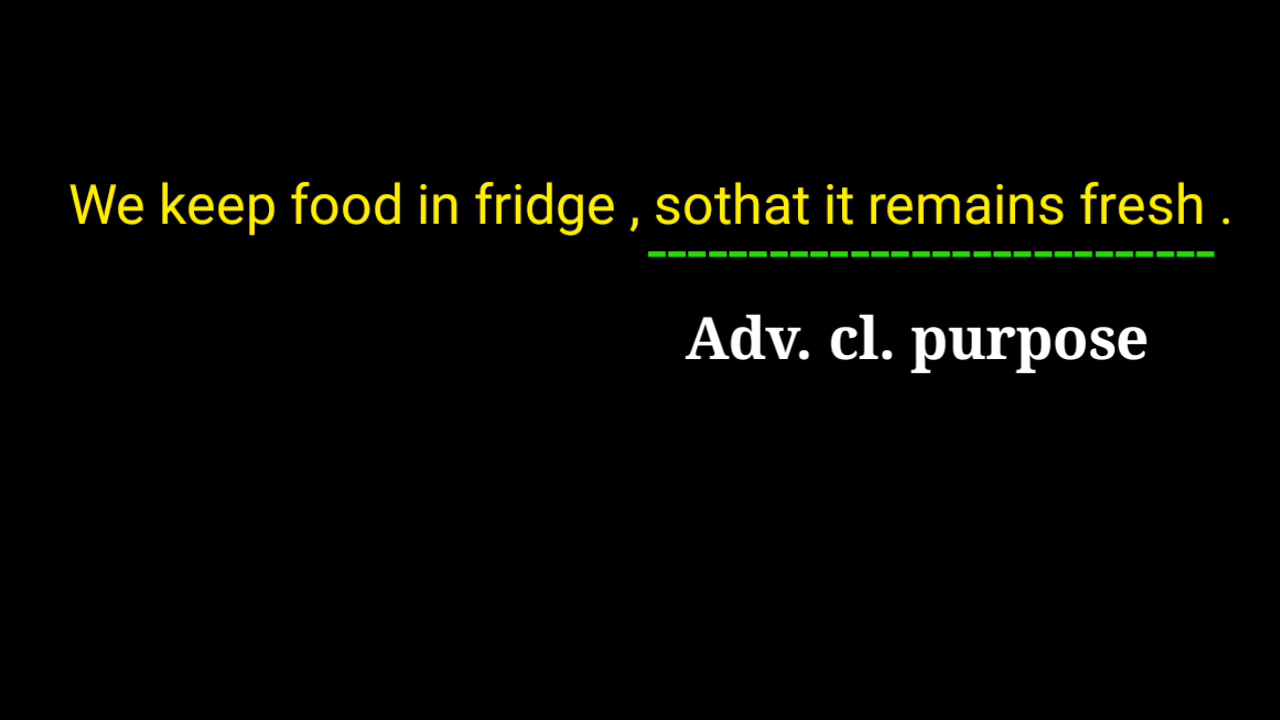 We keep food in fridge , sothat it remains fresh .
Adv. cl. purpose